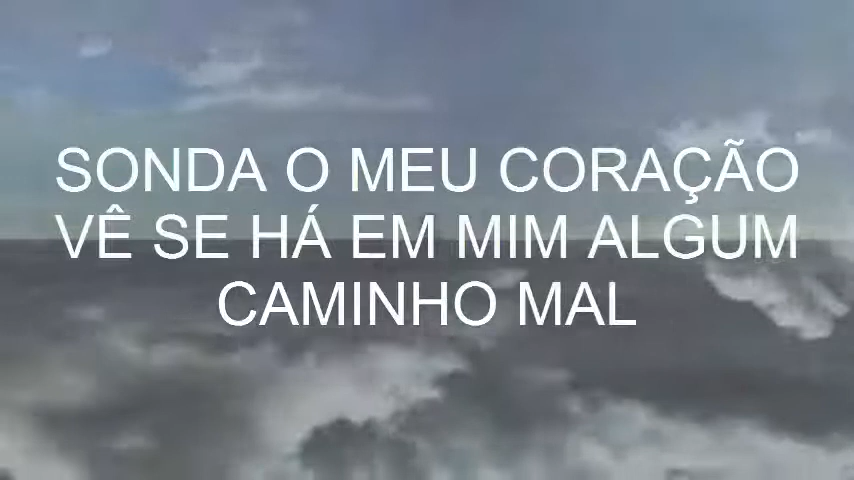 SONDA O MEU CORAÇÃO
VÊ SE HÁ EM MIM ALGUM
CAMINHO MAL